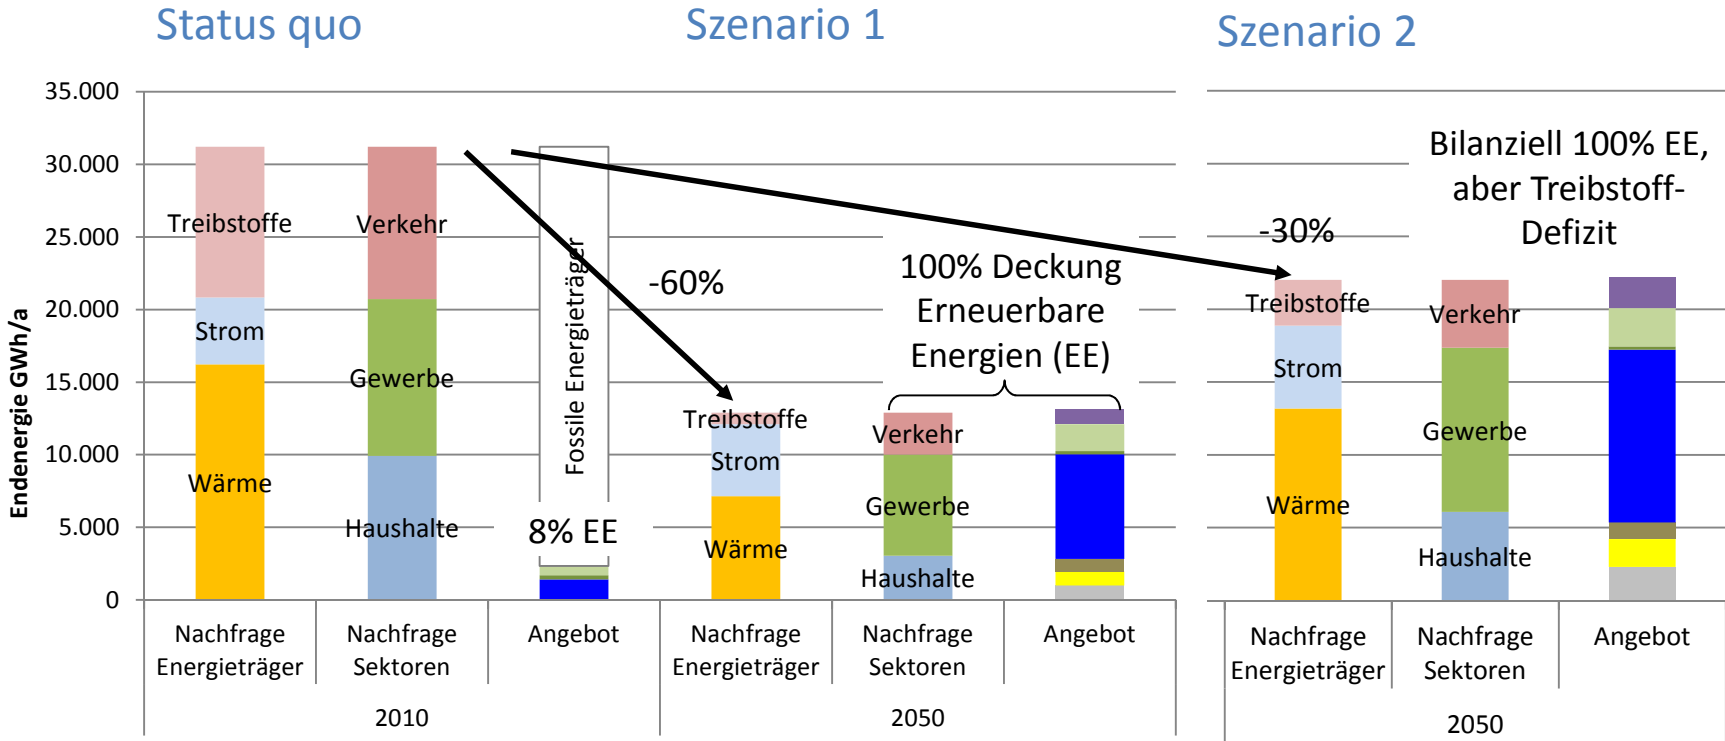 Status quo
Szenario 1
Szenario 2
Endenergie GWh/a
35.000
30.000
25.000
20.000
15.000
10.000
5.000
0
Treibstoffe
Strom
Wärme
Verkehr
Gewerbe
Haushalte
Fossile Energieträger
8% EE
-60%
Treibstoffe
Strom
Wärme
100% Deckung
Erneuerbare
Energien (EE)
Verkehr
Gewerbe
Haushalte
-30%
Bilanziell 100% EE,
aber Treibstoff-
Defizit
Treibstoffe
Strom
Wärme
Verkehr
Gewerbe
Haushalte
Nachfrage
Energieträger
Nachfrage
Sektoren
Angebot
Nachfrage
Energieträger
Nachfrage
Sektoren
Angebot
Nachfrage
Energieträger
Nachfrage
Sektoren
Angebot
2010
2050
2050